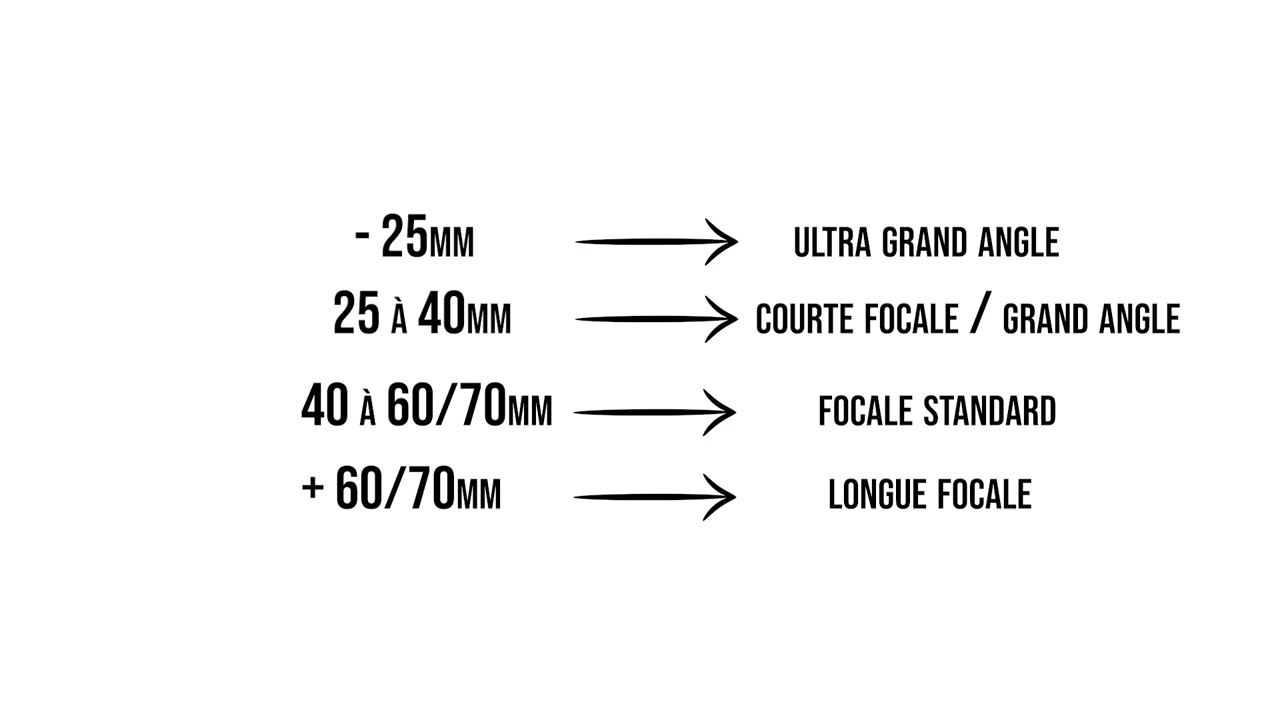 - 25MM → ULTRA GRAND ANGLE
25 À 40MM → COURTE FOCALE / GRAND ANGLE
40 À 60/70MM → FOCALE STANDARD
+ 60/70MM → LONGUE FOCALE